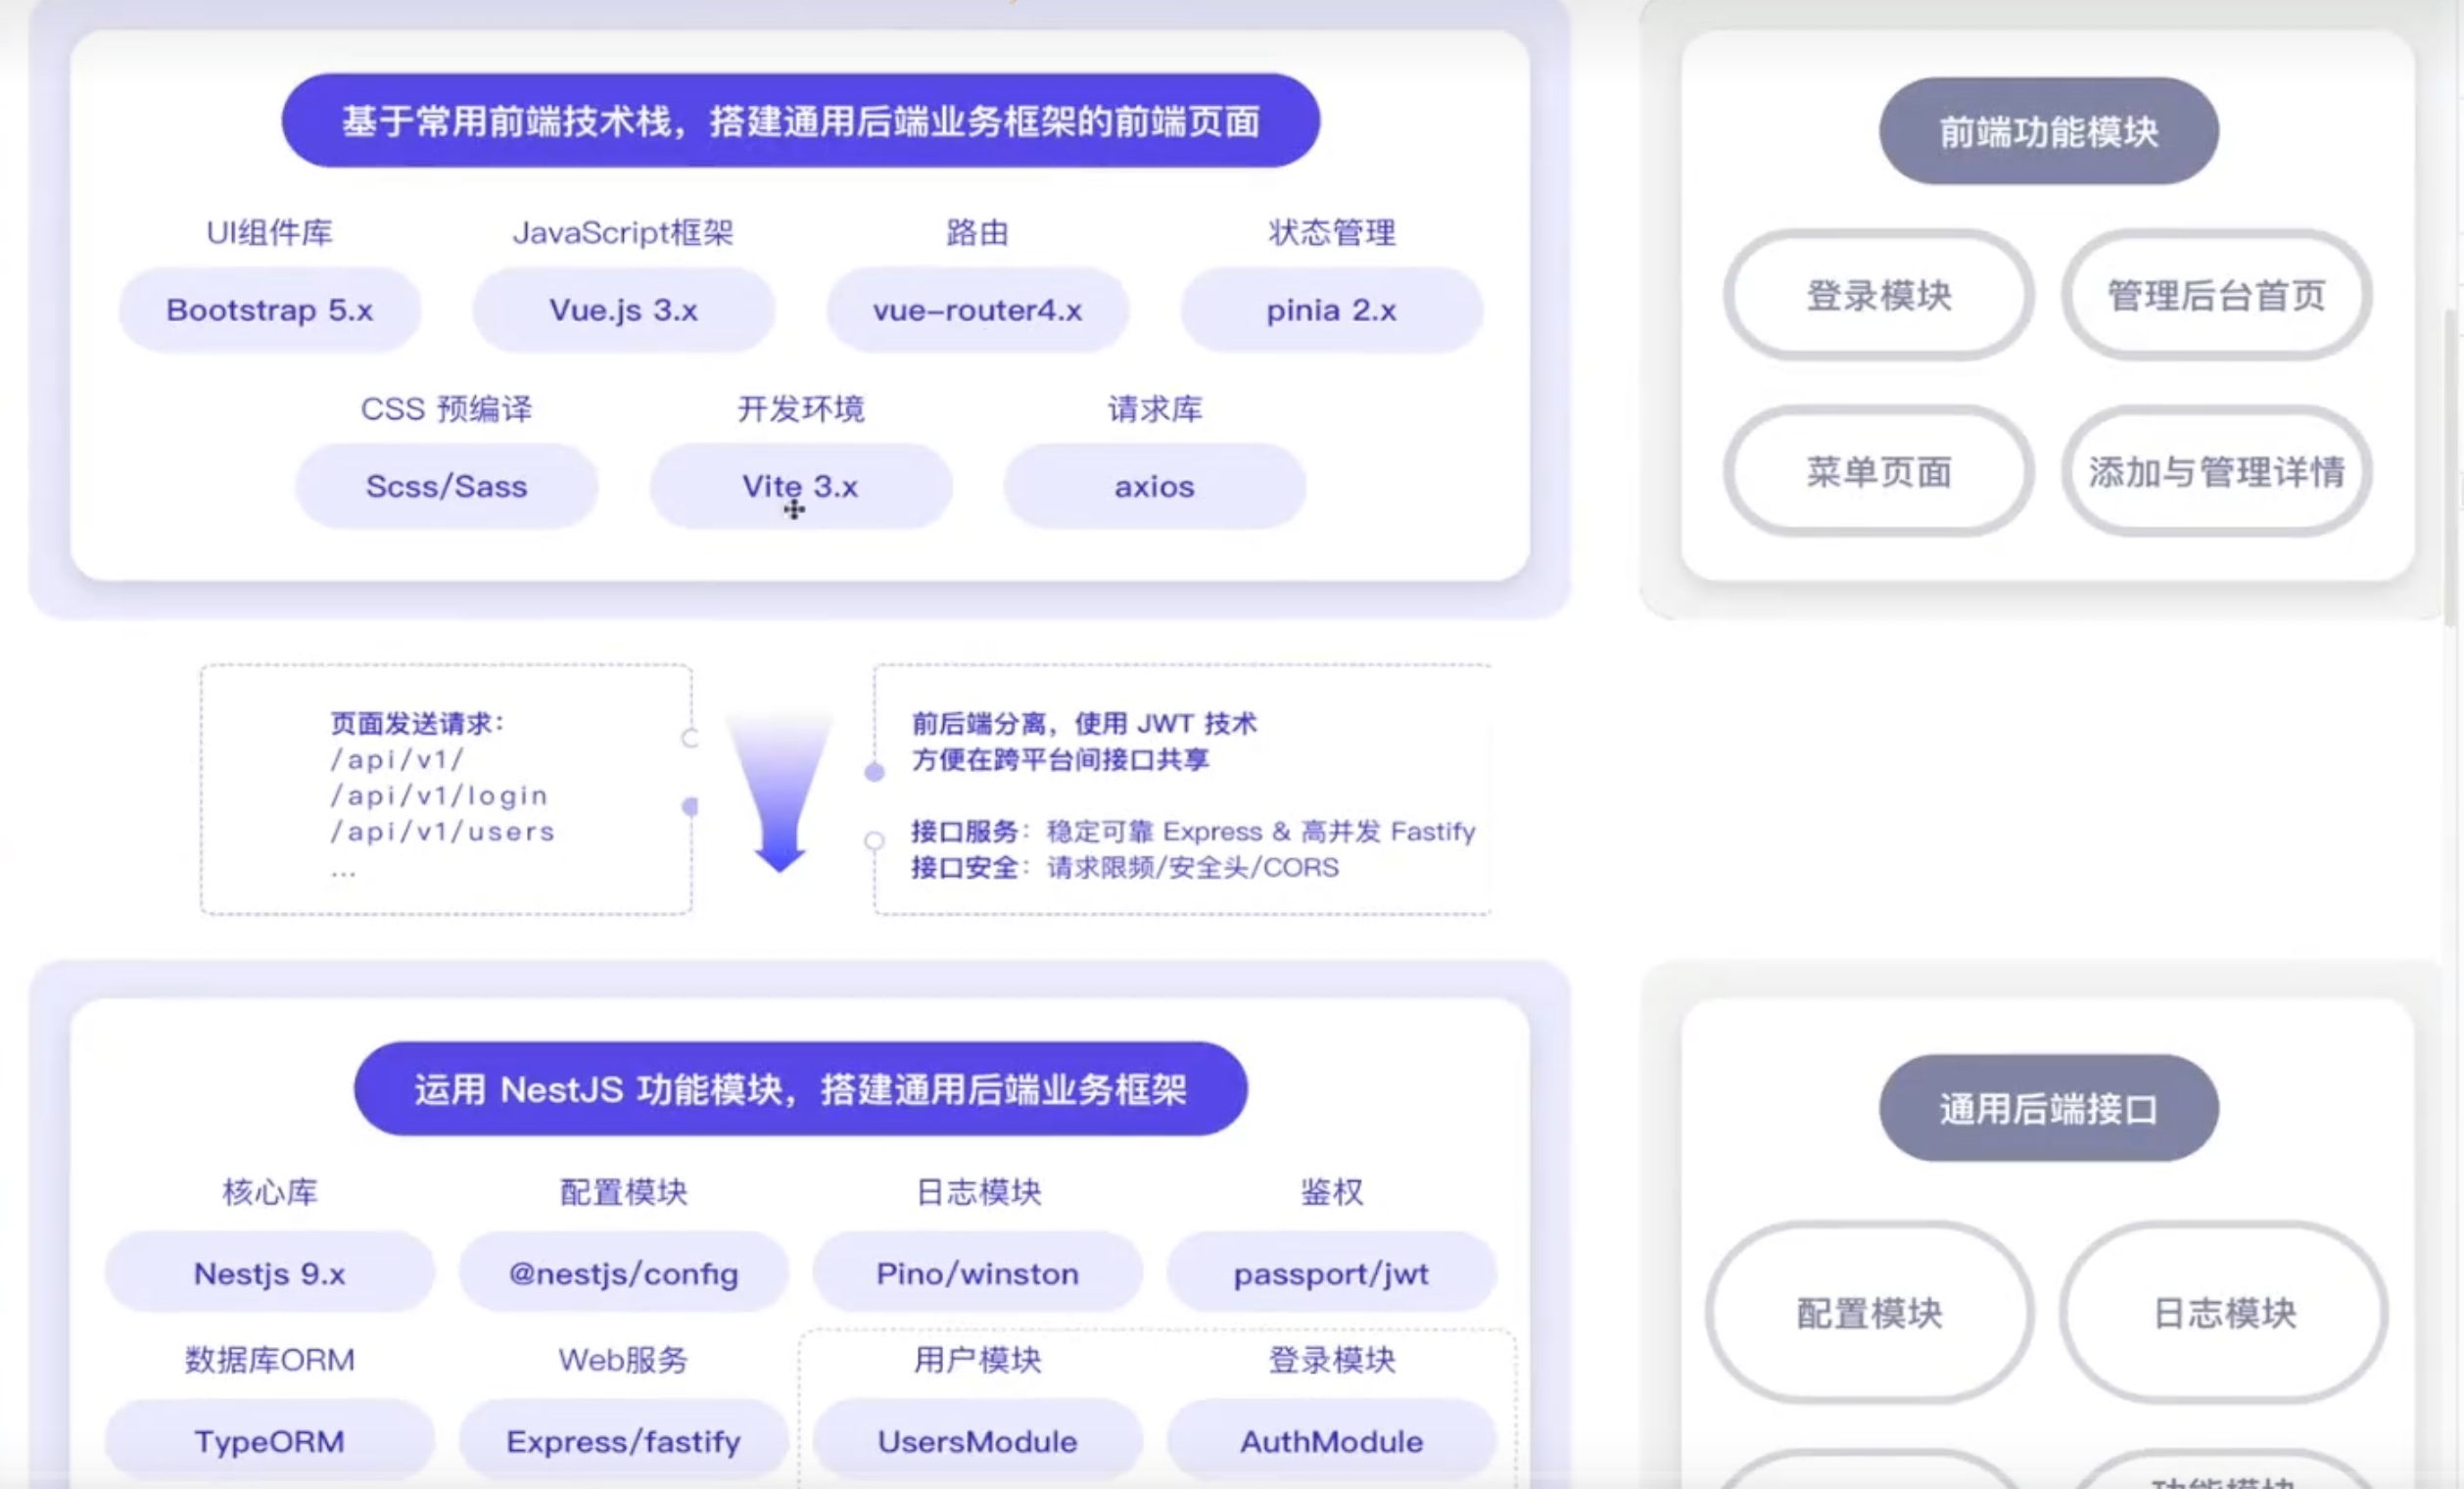 基于常用前端技术栈，搭建通用后端业务框架的前端页面
UI组件库
JavaScript框架
路由
状态管理
Bootstrap 5.x
Vue.js 3.x
vue-router4.x
pinia 2.x
CSS 预编译
开发环境
请求库
Scss/Sass
Vite 3.x
axios
前端功能模块
登录模块
管理后台首页
菜单页面
添加与管理详情
页面发送请求：
/api/v1/
/api/v1/login
/api/v1/users
...
前后端分离，使用 JWT 技术
方便在跨平台间接口共享
接口服务：稳定可靠 Express & 高并发 Fastify
接口安全：请求限频/安全头/CORS
运用 NestJS 功能模块，搭建通用后端业务框架
核心库
配置模块
日志模块
鉴权
Nestjs 9.x
@nestjs/config
Pino/winston
passport/jwt
数据库ORM
Web服务
用户模块
登录模块
TypeORM
Express/fastify
UsersModule
AuthModule
通用后端接口
配置模块
日志模块
功能模块